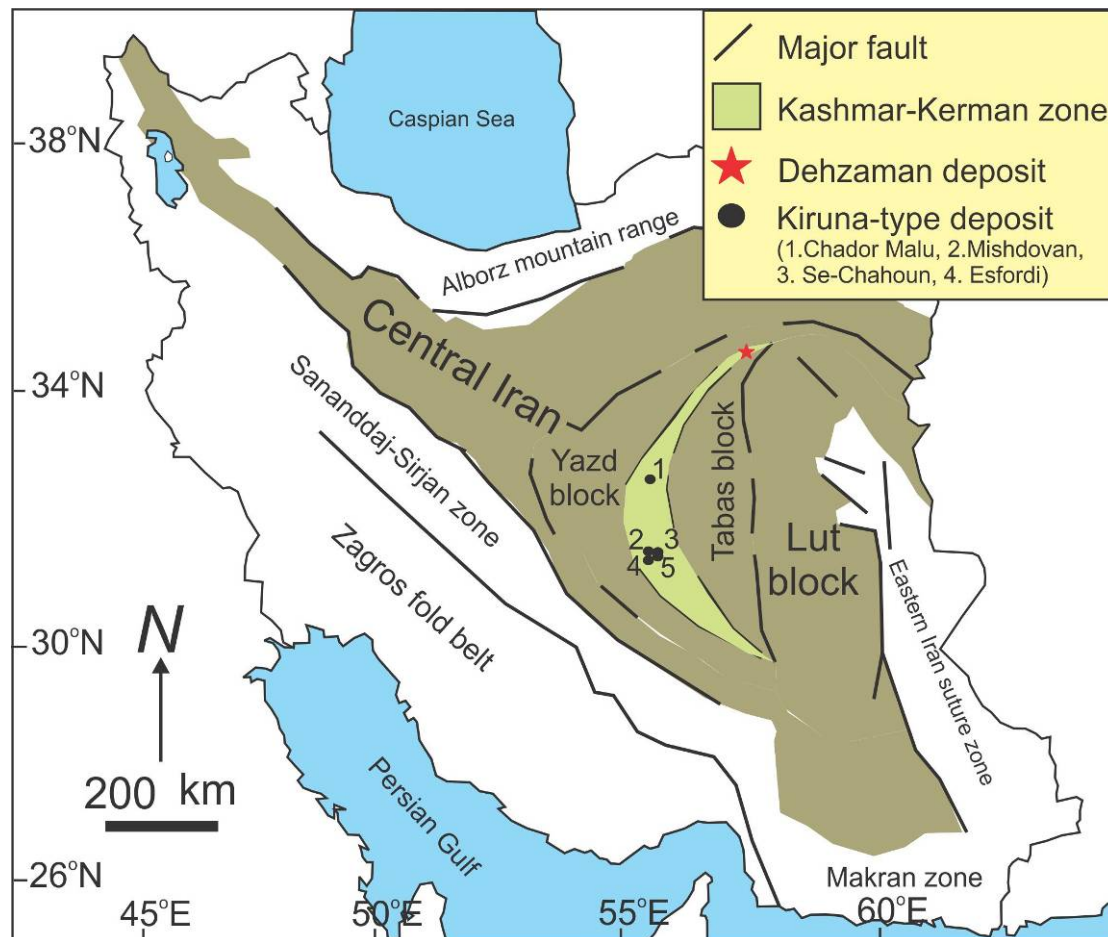 Major fault
Kashmar-Kerman zone
Dehzaman deposit
Kiruna-type deposit
(1.Chador Malu, 2.Mishdovan,
3. Se-Chahoun, 4. Esfordi)
Caspian Sea
38°N
Alborz mountain range
Central Iran
34°N
Sananddaj-Sirjan zone
Yazd
block
1
Tabas block
2 3
4 5
Lut
block
Zagros fold belt
Eastern Iran suture zone
30°N
N
200 km
Persian Gulf
Makran zone
26°N
45°E 50°E 55°E 60°E